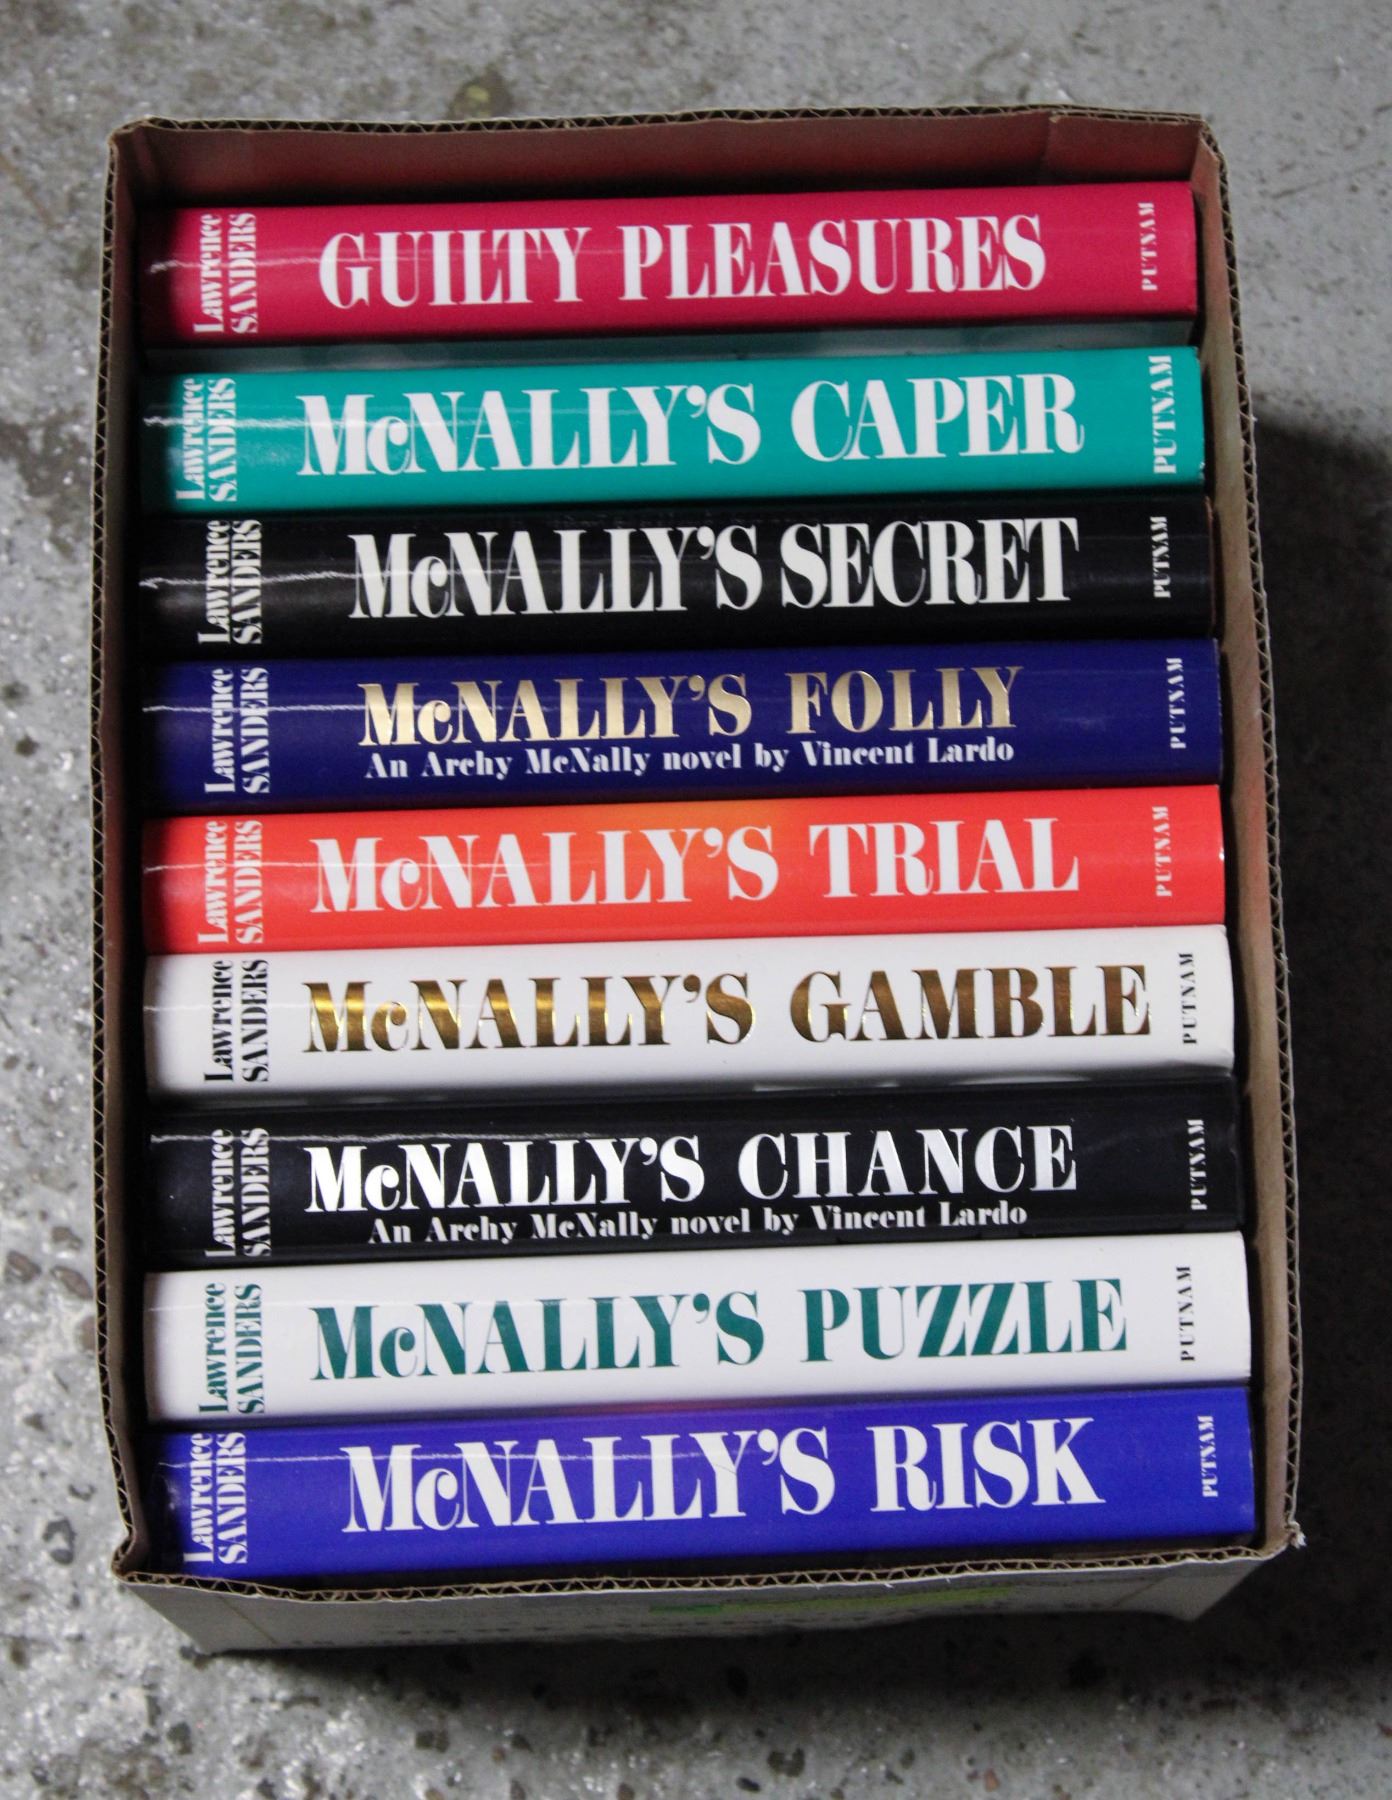 Lawrence
SANDERS
GUILTY PLEASURES
PUTNAM
Lawrence
SANDERS
McNALLY'S CAPER
PUTNAM
Lawrence
SANDERS
McNALLY'S SECRET
PUTNAM
Lawrence
SANDERS
McNALLY'S FOLLY
An Archy McNally novel by Vincent Lardo
PUTNAM
Lawrence
SANDERS
McNALLY'S TRIAL
PUTNAM
Lawrence
SANDERS
McNALLY'S GAMBLE
PUTNAM
Lawrence
SANDERS
McNALLY'S CHANCE
An Archy McNally novel by Vincent Lardo
PUTNAM
Lawrence
SANDERS
McNALLY'S PUZZLE
PUTNAM
Lawrence
SANDERS
McNALLY'S RISK
PUTNAM